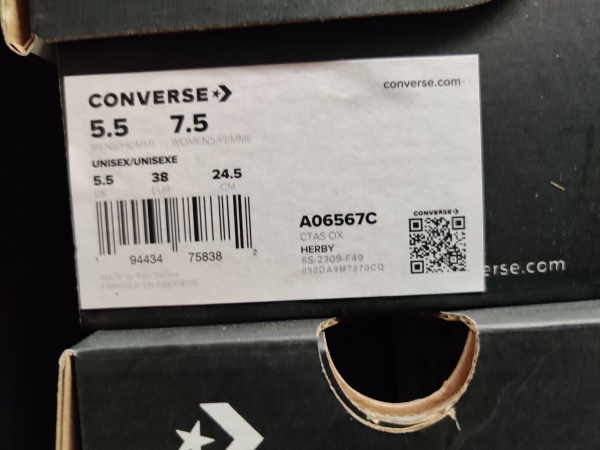 CONVERSE
converse.com
5.5 7.5
MENS/HOMME WOMENS/FEMME
UNISEX/UNISEXE
5.5 38 24.5
UK EUR CM
1 94434 75838 2
MADE IN INDONESIA
FABRIQUÉ EN INDONÉSIE
A06567C
CTAS OX
HERBY
6S-2309-F49
CONVERSE
erse.com